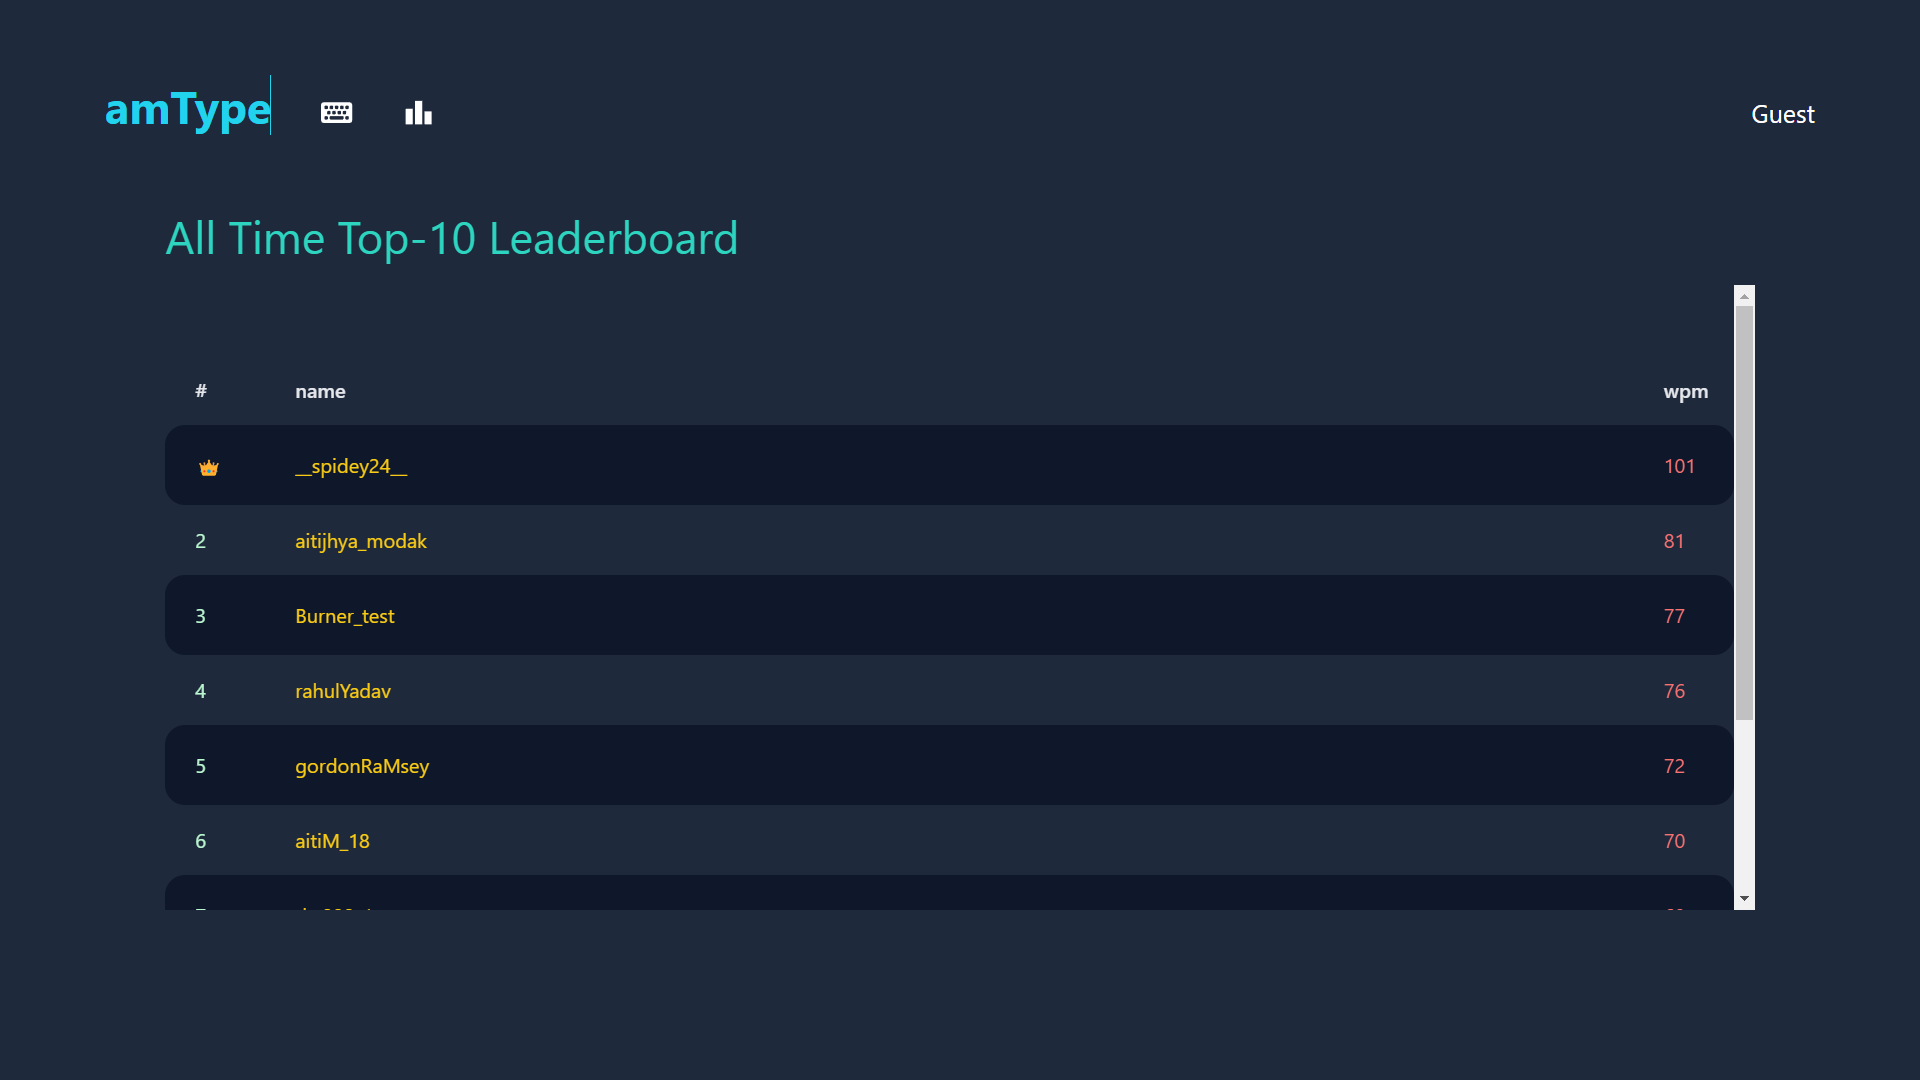 amType
Guest
All Time Top-10 Leaderboard
# name wpm
__spidey24__ 101
2 aitijhya_modak 81
3 Burner_test 77
4 rahulYadav 76
5 gordonRaMsey 72
6 aitiM_18 70